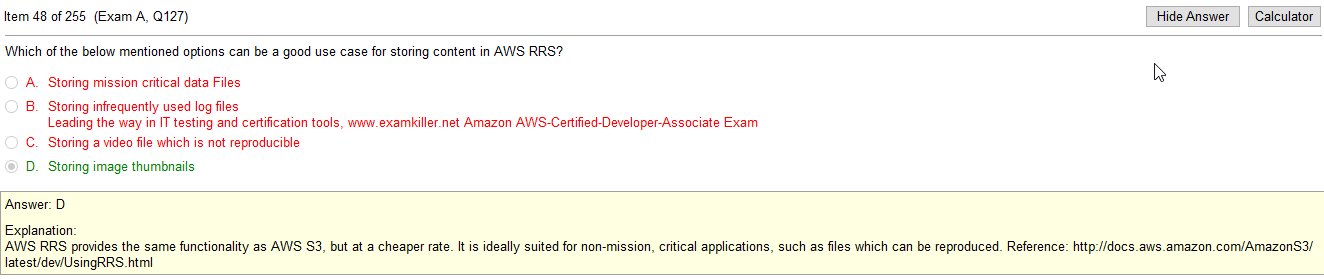 Item 48 of 255 (Exam A, Q127)
Hide Answer
Calculator
Which of the below mentioned options can be a good use case for storing content in AWS RRS?
A. Storing mission critical data Files
B. Storing infrequently used log files
Leading the way in IT testing and certification tools, www.examkiller.net Amazon AWS-Certified-Developer-Associate Exam
C. Storing a video file which is not reproducible
D. Storing image thumbnails
Answer: D
Explanation:
AWS RRS provides the same functionality as AWS S3, but at a cheaper rate. It is ideally suited for non-mission, critical applications, such as files which can be reproduced. Reference: http://docs.aws.amazon.com/AmazonS3/
latest/dev/UsingRRS.html